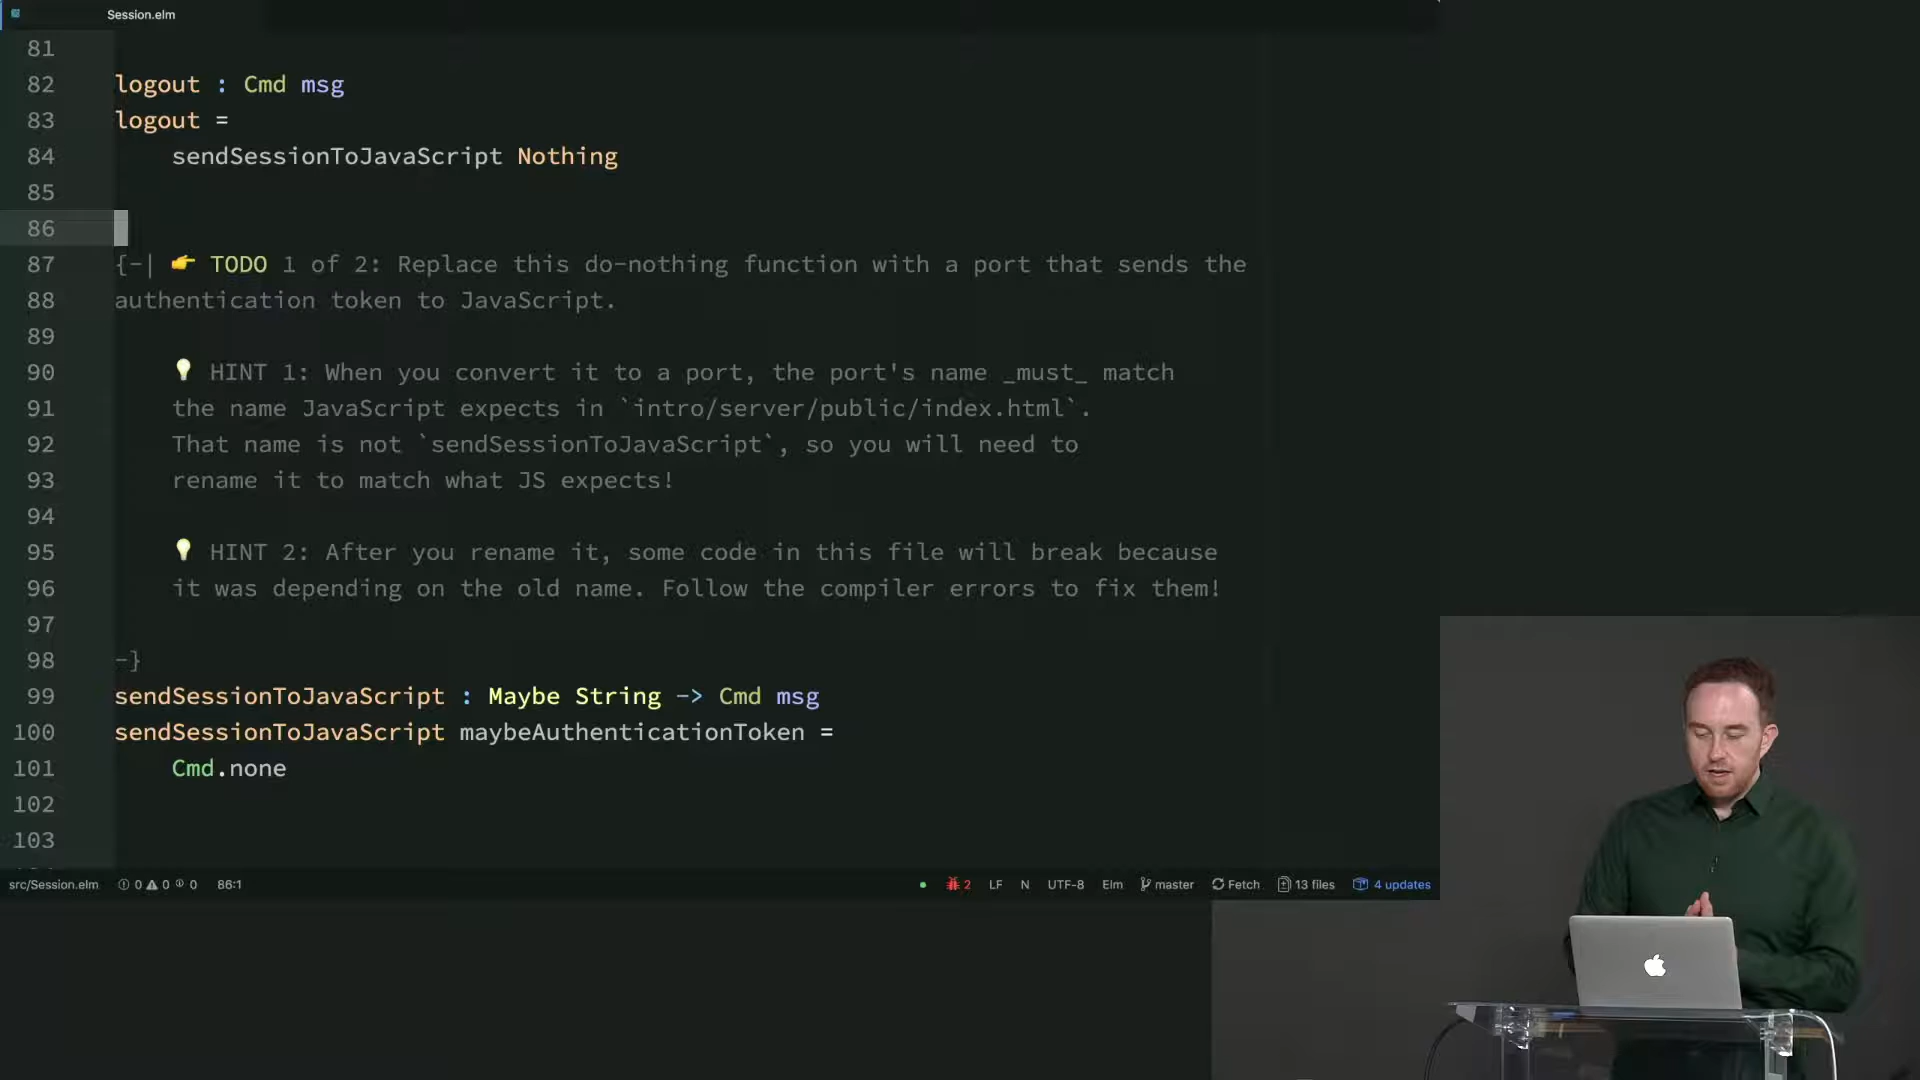 Session.elm
81
82 logout : Cmd msg
83 logout =
84 sendSessionToJavaScript Nothing
85
86
87 {-| 👉 TODO 1 of 2: Replace this do-nothing function with a port that sends the
88 authentication token to JavaScript.
89
90 💡 HINT 1: When you convert it to a port, the port's name _must_ match
91 the name JavaScript expects in `intro/server/public/index.html`.
92 That name is not `sendSessionToJavaScript`, so you will need to
93 rename it to match what JS expects!
94
95 💡 HINT 2: After you rename it, some code in this file will break because
96 it was depending on the old name. Follow the compiler errors to fix them!
97
98 -}
99 sendSessionToJavaScript : Maybe String -> Cmd msg
100 sendSessionToJavaScript maybeAuthenticationToken =
101 Cmd.none
102
103
src/Session.elm 0 0 0 86:1 2 LF N UTF-8 Elm master Fetch 13 files 4 updates